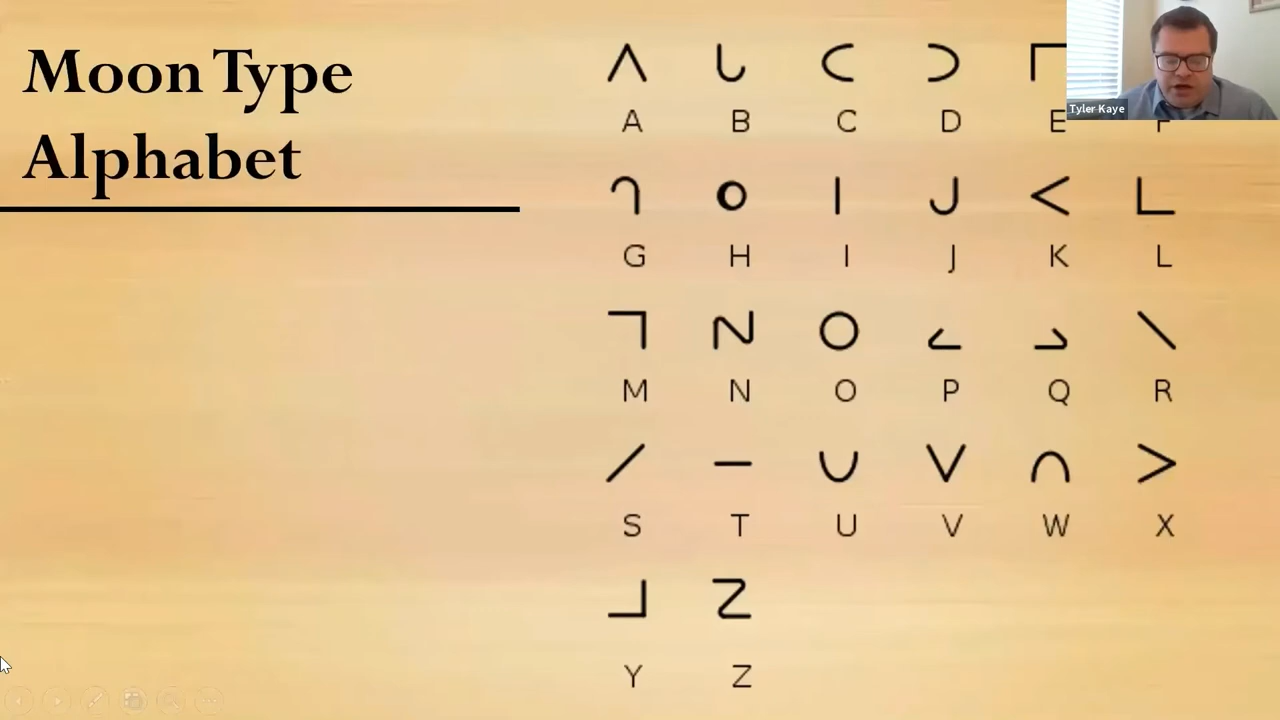 Moon Type
Alphabet
Tyler Kaye
A B C D E F
G H I J K L
M N O P Q R
S T U V W X
Y Z